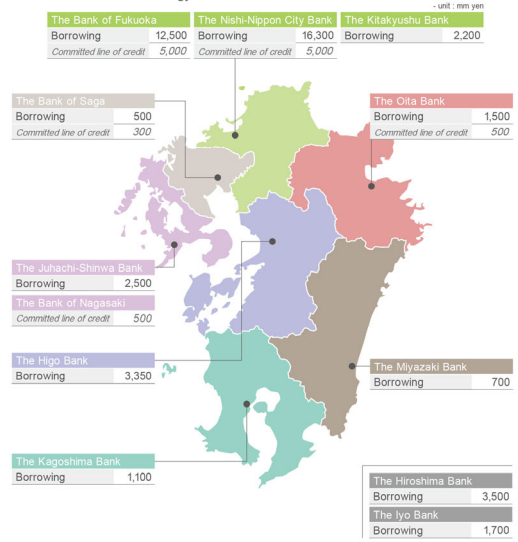 - unit : mm yen
The Bank of Fukuoka
Borrowing 12,500
Committed line of credit 5,000
The Nishi-Nippon City Bank
Borrowing 16,300
Committed line of credit 5,000
The Kitakyushu Bank
Borrowing 2,200
The Bank of Saga
Borrowing 500
Committed line of credit 300
The Oita Bank
Borrowing 1,500
Committed line of credit 500
The Juhachi-Shinwa Bank
Borrowing 2,500
The Bank of Nagasaki
Committed line of credit 500
The Higo Bank
Borrowing 3,350
The Miyazaki Bank
Borrowing 700
The Kagoshima Bank
Borrowing 1,100
The Hiroshima Bank
Borrowing 3,500
The Iyo Bank
Borrowing 1,700